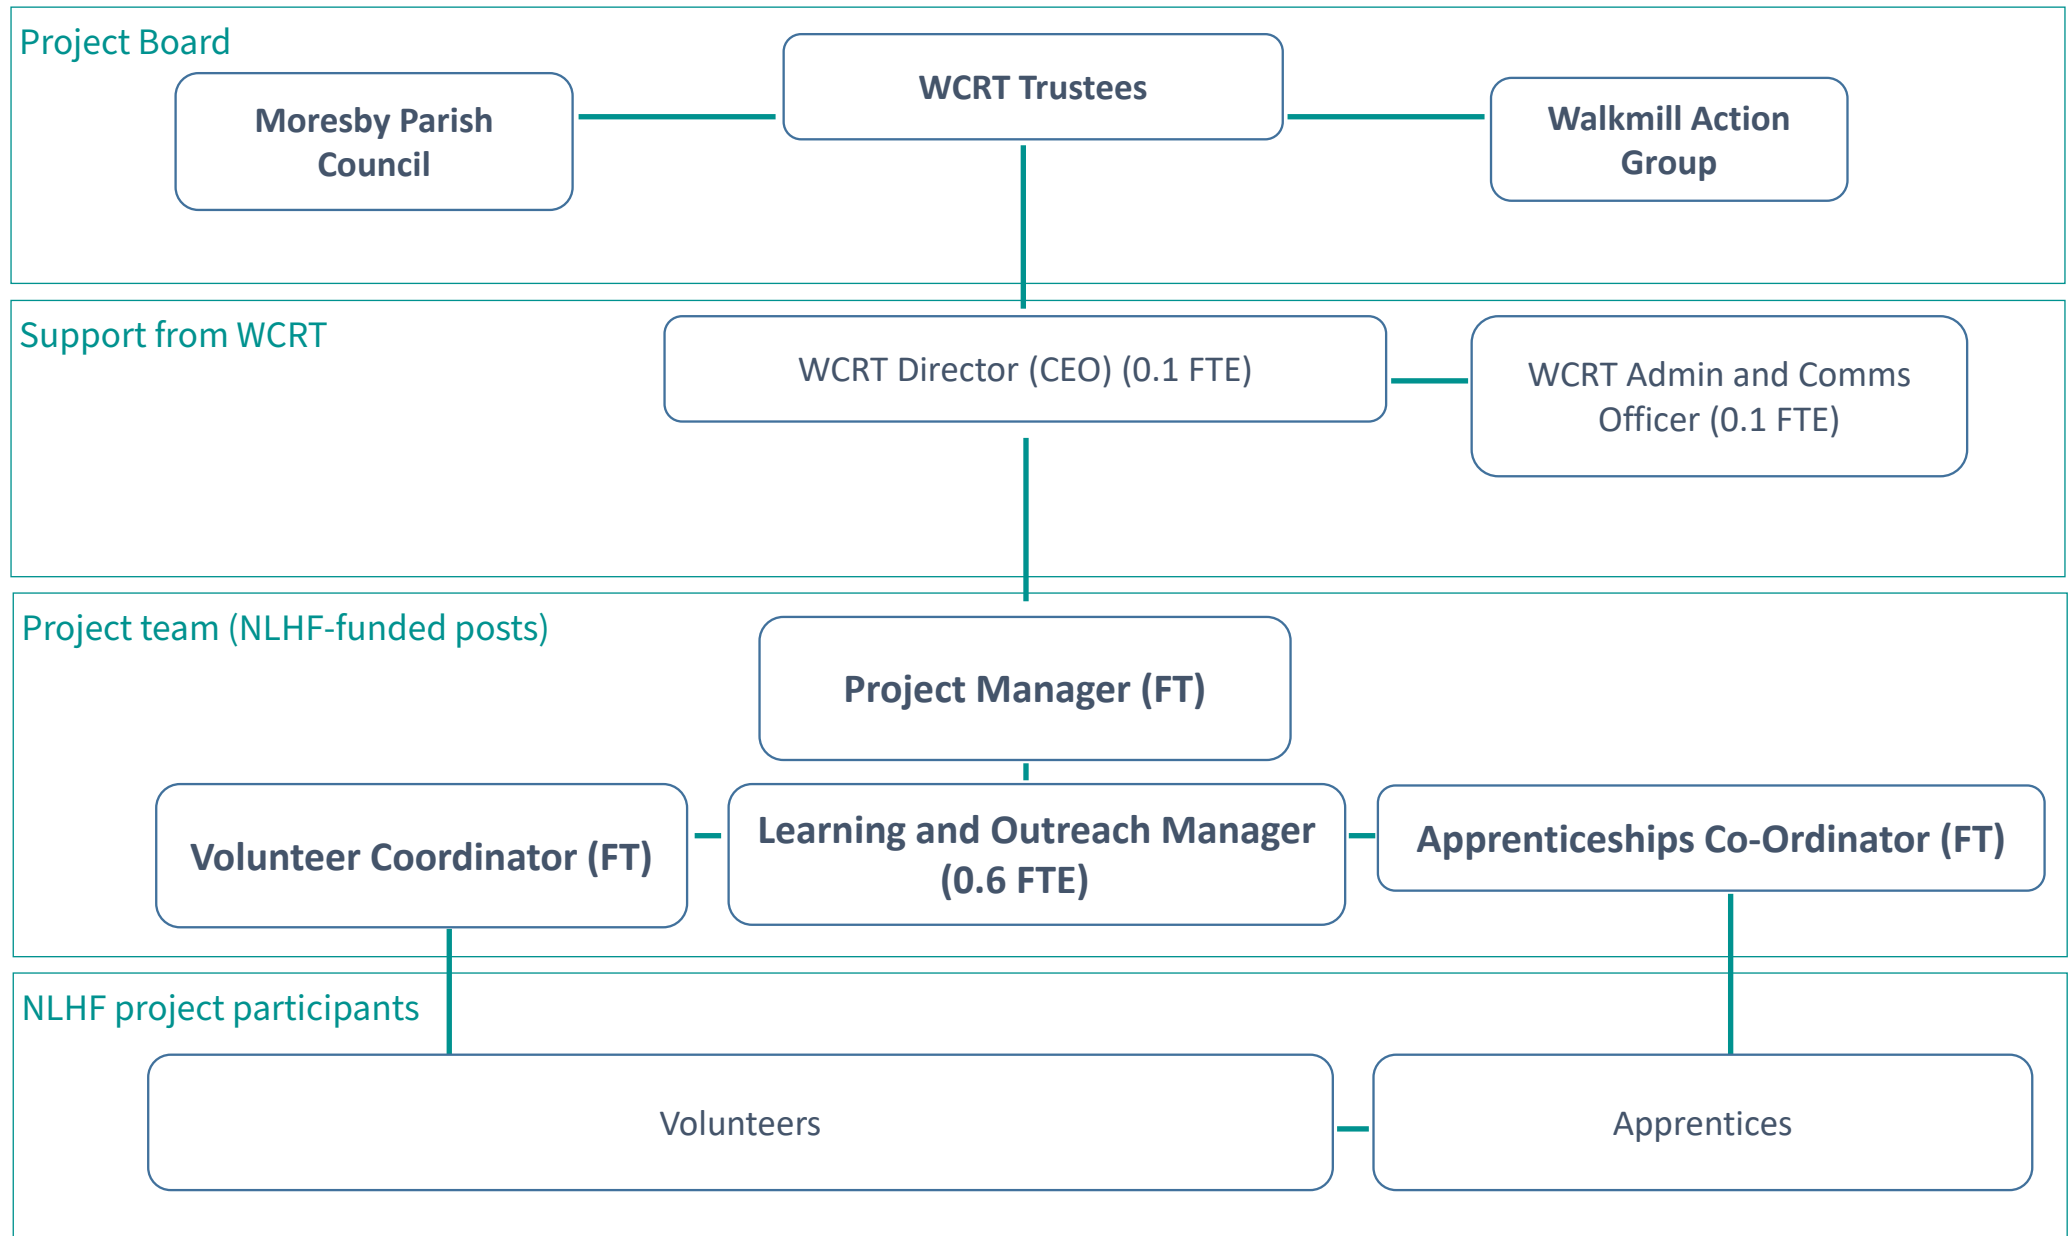 Project Board
Moresby Parish
Council
WCRT Trustees
Walkmill Action
Group
Support from WCRT
WCRT Director (CEO) (0.1 FTE)
WCRT Admin and Comms
Officer (0.1 FTE)
Project team (NLHF-funded posts)
Project Manager (FT)
Volunteer Coordinator (FT)
Learning and Outreach Manager
(0.6 FTE)
Apprenticeships Co-Ordinator (FT)
NLHF project participants
Volunteers
Apprentices